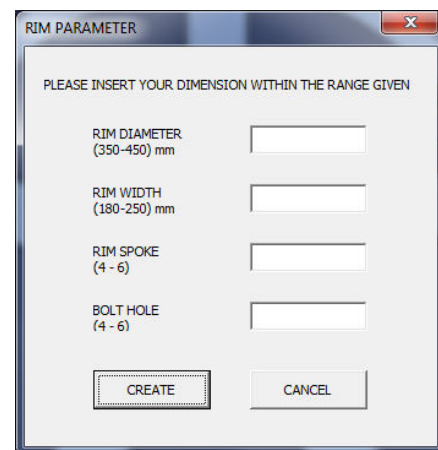 RIM PARAMETER
PLEASE INSERT YOUR DIMENSION WITHIN THE RANGE GIVEN
RIM DIAMETER
(350-450) mm
RIM WIDTH
(180-250) mm
RIM SPOKE
(4 - 6)
BOLT HOLE
(4 - 6)
CREATE CANCEL